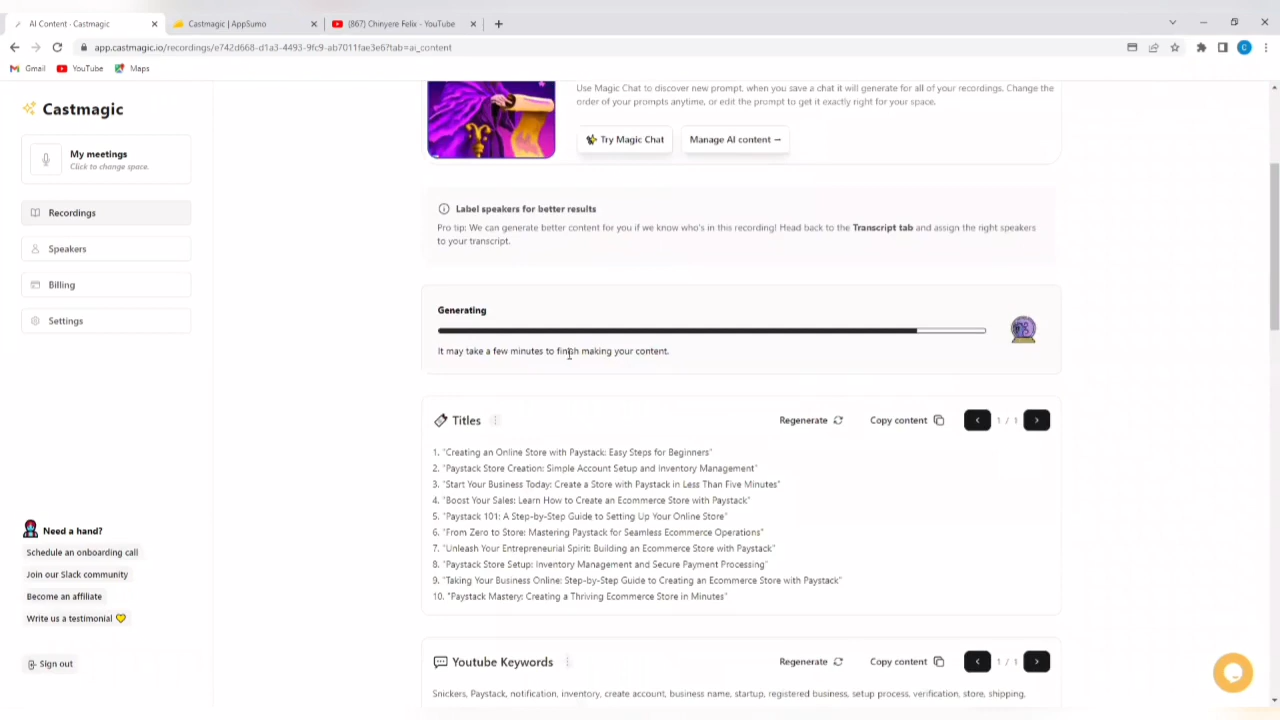 AI Content · Castmagic
Castmagic | AppSumo
(867) Chinyere Felix - YouTube
app.castmagic.io/recordings/e742d668-d1a3-4493-9fc9-ab7011fae3e6?tab=ai_content
Gmail
YouTube
Maps
C
Castmagic
My meetings
Click to change space.
Recordings
Speakers
Billing
Settings
Need a hand?
Schedule an onboarding call
Join our Slack community
Become an affiliate
Write us a testimonial
Sign out
Use Magic Chat to discover new prompt, when you save a chat it will generate for all of your recordings. Change the
order of your prompts anytime, or edit the prompt to get it exactly right for your space.
Try Magic Chat
Manage AI content →
Label speakers for better results
Pro tip: We can generate better content for you if we know who's in this recording! Head back to the Transcript tab and assign the right speakers
to your transcript.
Generating
It may take a few minutes to finish making your content.
Titles
Regenerate
Copy content
1 / 1
1. "Creating an Online Store with Paystack: Easy Steps for Beginners"
2. "Paystack Store Creation: Simple Account Setup and Inventory Management"
3. "Start Your Business Today: Create a Store with Paystack in Less Than Five Minutes"
4. "Boost Your Sales: Learn How to Create an Ecommerce Store with Paystack"
5. "Paystack 101: A Step-by-Step Guide to Setting Up Your Online Store"
6. "From Zero to Store: Mastering Paystack for Seamless Ecommerce Operations"
7. "Unleash Your Entrepreneurial Spirit: Building an Ecommerce Store with Paystack"
8. "Paystack Store Setup: Inventory Management and Secure Payment Processing"
9. "Taking Your Business Online: Step-by-Step Guide to Creating an Ecommerce Store with Paystack"
10. "Paystack Mastery: Creating a Thriving Ecommerce Store in Minutes"
Youtube Keywords
Regenerate
Copy content
1 / 1
Snickers, Paystack, notification, inventory, create account, business name, startup, registered business, setup process, verification, store, shipping,